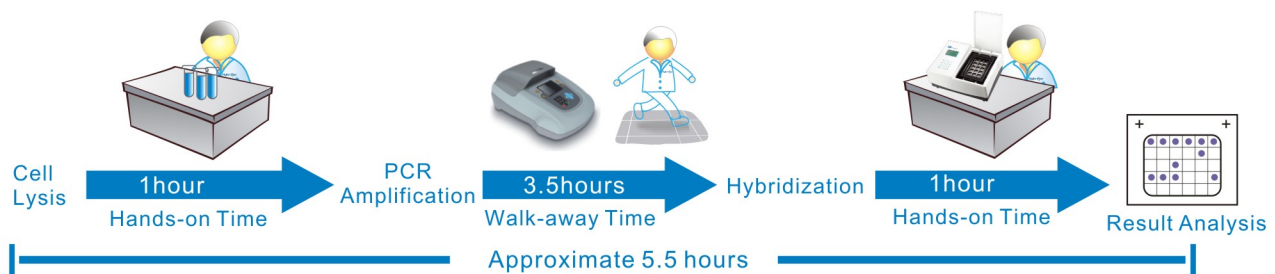 Cell
Lysis
1hour
Hands-on Time
PCR
Amplification
3.5hours
Walk-away Time
Hybridization
1hour
Hands-on Time
+ +
Result Analysis
Approximate 5.5 hours